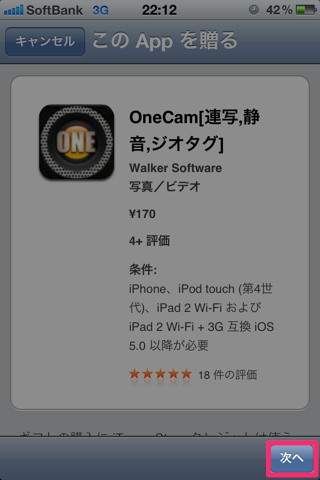 SoftBank 3G 22:12 42%
キャンセル この App を贈る
ONE
OneCam[連写,静
音,ジオタグ]
Walker Software
写真／ビデオ
¥170
4+ 評価
条件:
iPhone、iPod touch (第4世
代)、iPad 2 Wi-Fi および
iPad 2 Wi-Fi + 3G 互換 iOS
5.0 以降が必要
18 件の評価
次へ